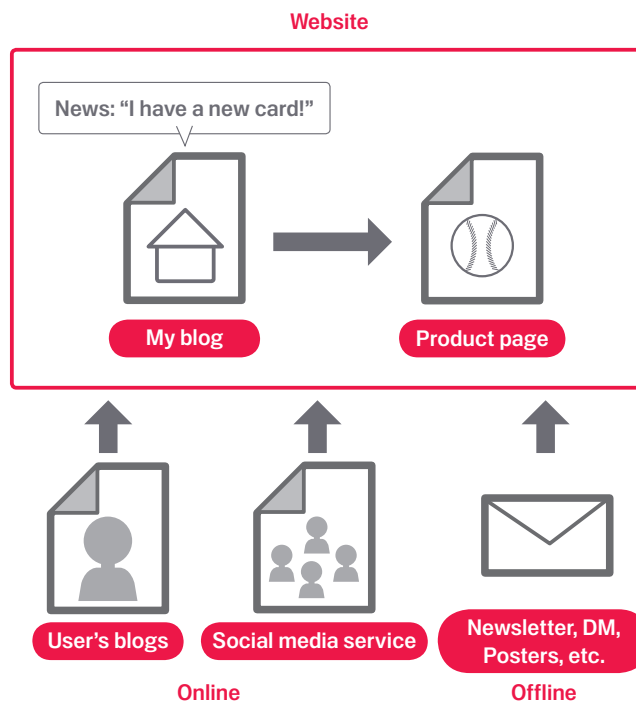 Website
News: “I have a new card!”
My blog
Product page
User’s blogs
Social media service
Newsletter, DM,
Posters, etc.
Online
Offline